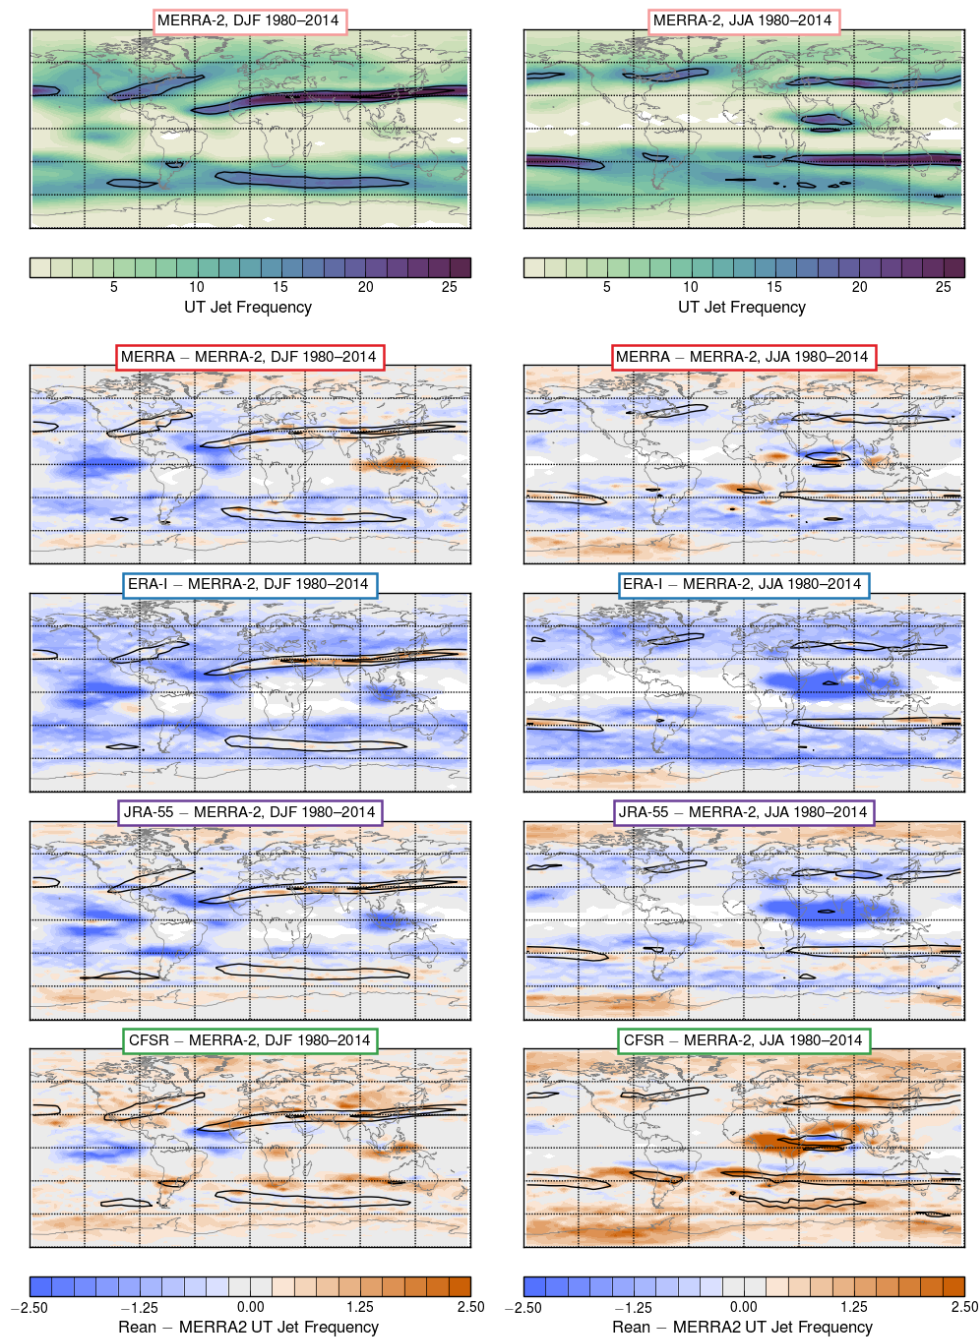 MERRA-2, DJF 1980–2014
MERRA-2, JJA 1980–2014
5 10 15 20 25
UT Jet Frequency
5 10 15 20 25
UT Jet Frequency
MERRA − MERRA-2, DJF 1980–2014
MERRA − MERRA-2, JJA 1980–2014
ERA-I − MERRA-2, DJF 1980–2014
ERA-I − MERRA-2, JJA 1980–2014
JRA-55 − MERRA-2, DJF 1980–2014
JRA-55 − MERRA-2, JJA 1980–2014
CFSR − MERRA-2, DJF 1980–2014
CFSR − MERRA-2, JJA 1980–2014
−2.50 −1.25 0.00 1.25 2.50
Rean − MERRA2 UT Jet Frequency
−2.50 −1.25 0.00 1.25 2.50
Rean − MERRA2 UT Jet Frequency